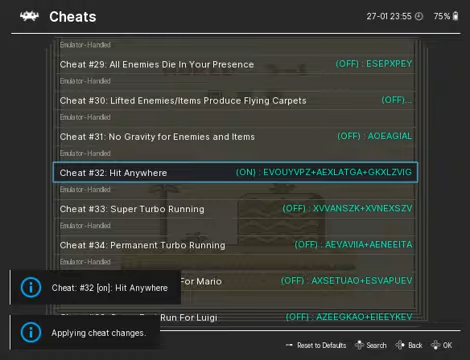 Cheats
27-01 23:55
75%
Emulator-Handled
Cheat #29: All Enemies Die In Your Presence (OFF) : ESEPXPEY
Emulator-Handled
Cheat #30: Lifted Enemies/Items Produce Flying Carpets (OFF)...
Emulator-Handled
Cheat #31: No Gravity for Enemies and Items (OFF) : AOEAGIAL
Emulator-Handled
Cheat #32: Hit Anywhere (ON) : EVOUYVPZ+AEXLATGA+GKXLZVIG
Emulator-Handled
Cheat #33: Super Turbo Running (OFF) : XVVANSZK+XVNEXSZV
Emulator-Handled
Cheat #34: Permanent Turbo Running (OFF) : AEVAVIIA+AENEEITA
Emulator-Handled
For Mario (OFF) : AXSETUAO+ESVAPUEV
Cheat: #32 [on]: Hit Anywhere
Run For Luigi (OFF) : AZEEGKAO+EIEEYKEV
Applying cheat changes.
Reset to Defaults Search Back OK